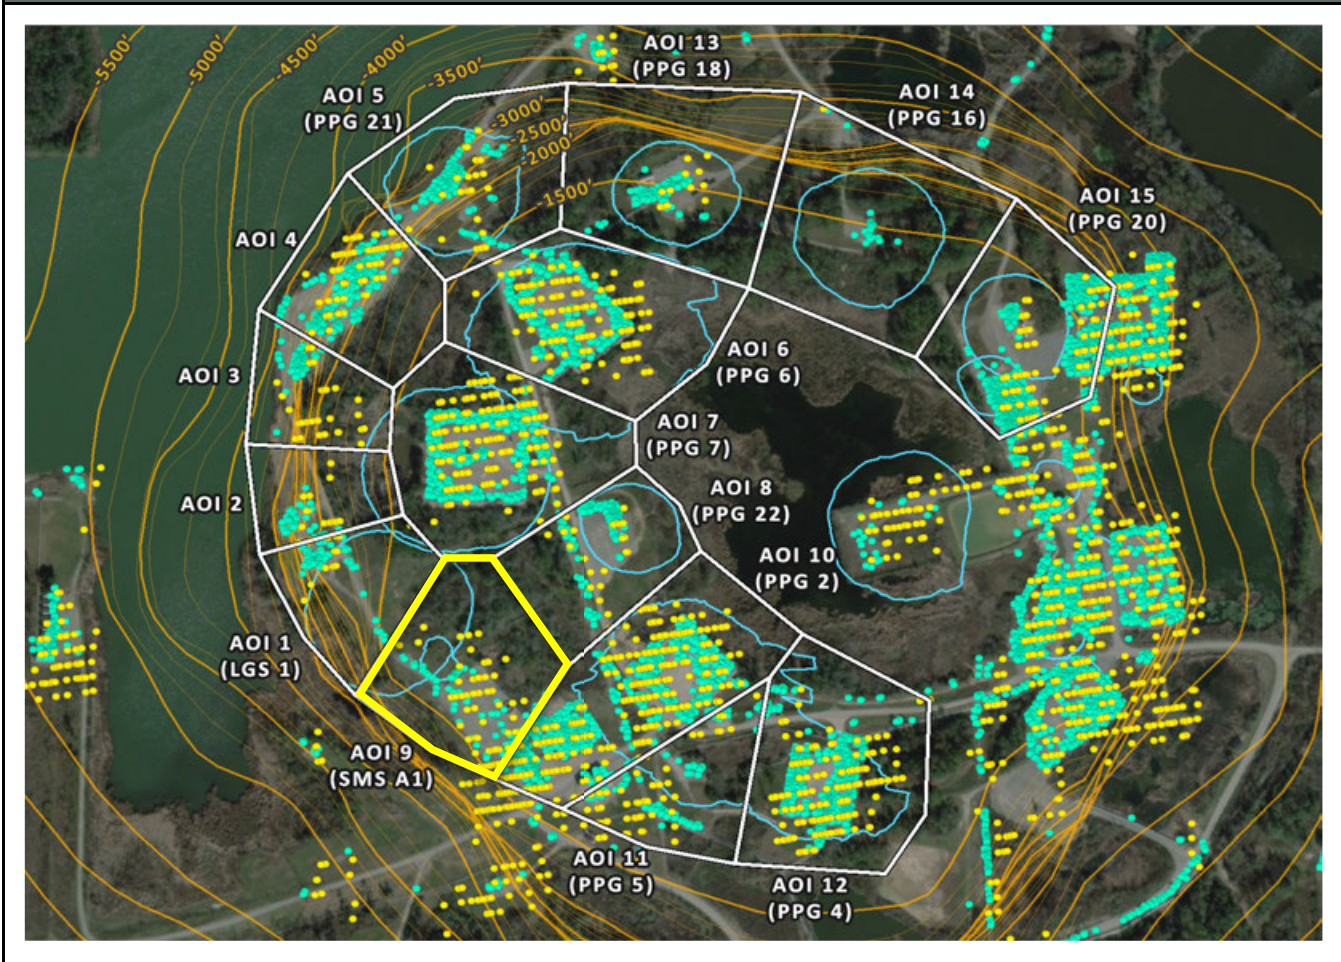 -5500'
-5000'
-4500'
-4000'
-3500'
-3000'
-2500'
-2000'
-1500'
AOI 13
(PPG 18)
AOI 14
(PPG 16)
AOI 5
(PPG 21)
AOI 15
(PPG 20)
AOI 4
AOI 3
AOI 6
(PPG 6)
AOI 7
(PPG 7)
AOI 2
AOI 8
(PPG 22)
AOI 10
(PPG 2)
AOI 1
(LGS 1)
AOI 9
(SMS A1)
AOI 11
(PPG 5)
AOI 12
(PPG 4)